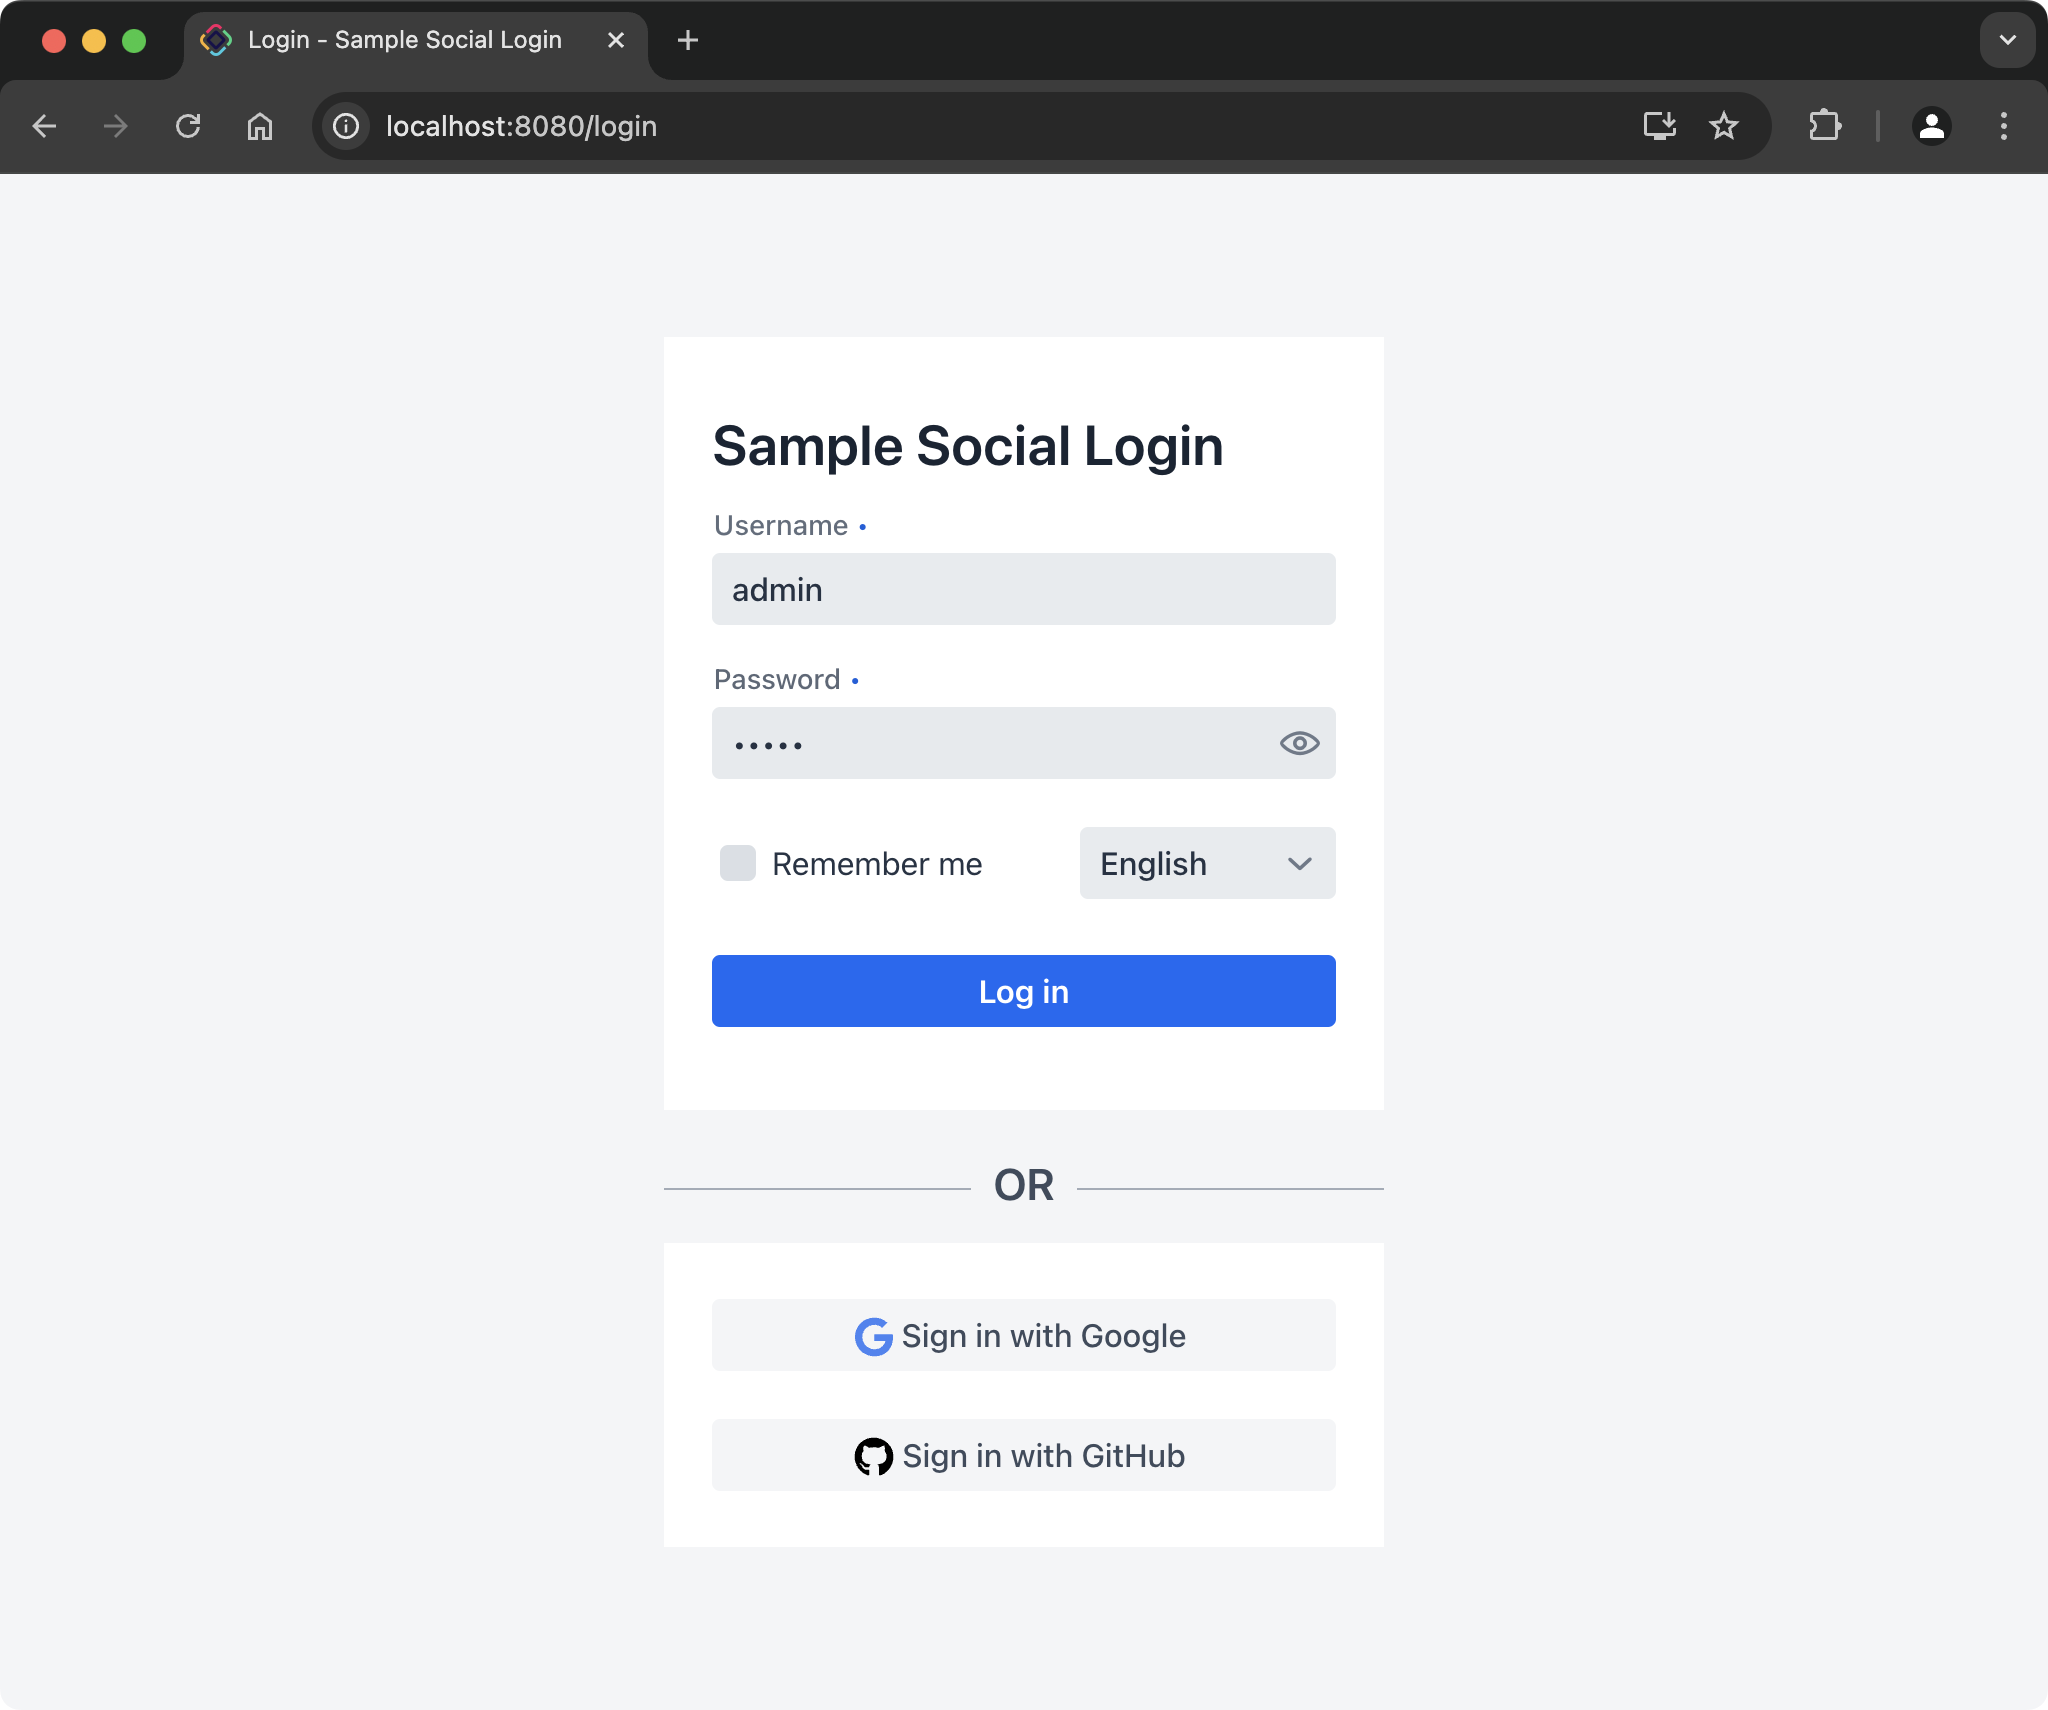 Login - Sample Social Login
localhost:8080/login
Sample Social Login
Username •
admin
Password •
•••••
Remember me
English
Log in
OR
Sign in with Google
Sign in with GitHub